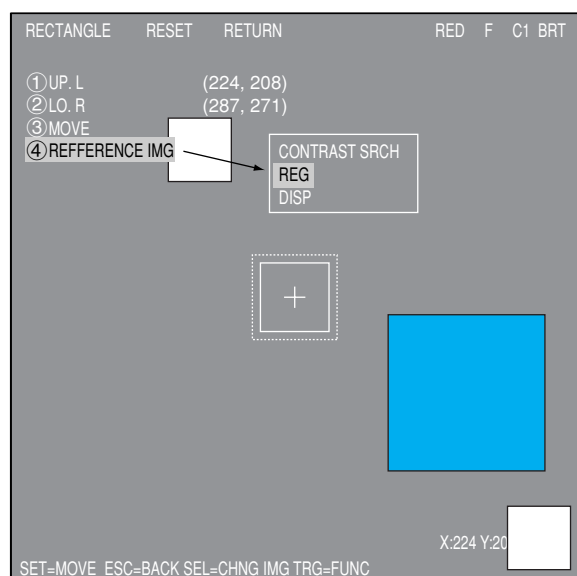 RECTANGLE RESET RETURN RED F C1 BRT
①UP. L (224, 208)
②LO. R (287, 271)
③MOVE
④REFFERENCE IMG
CONTRAST SRCH
REG
DISP
X:224 Y:20
SET=MOVE ESC=BACK SEL=CHNG IMG TRG=FUNC